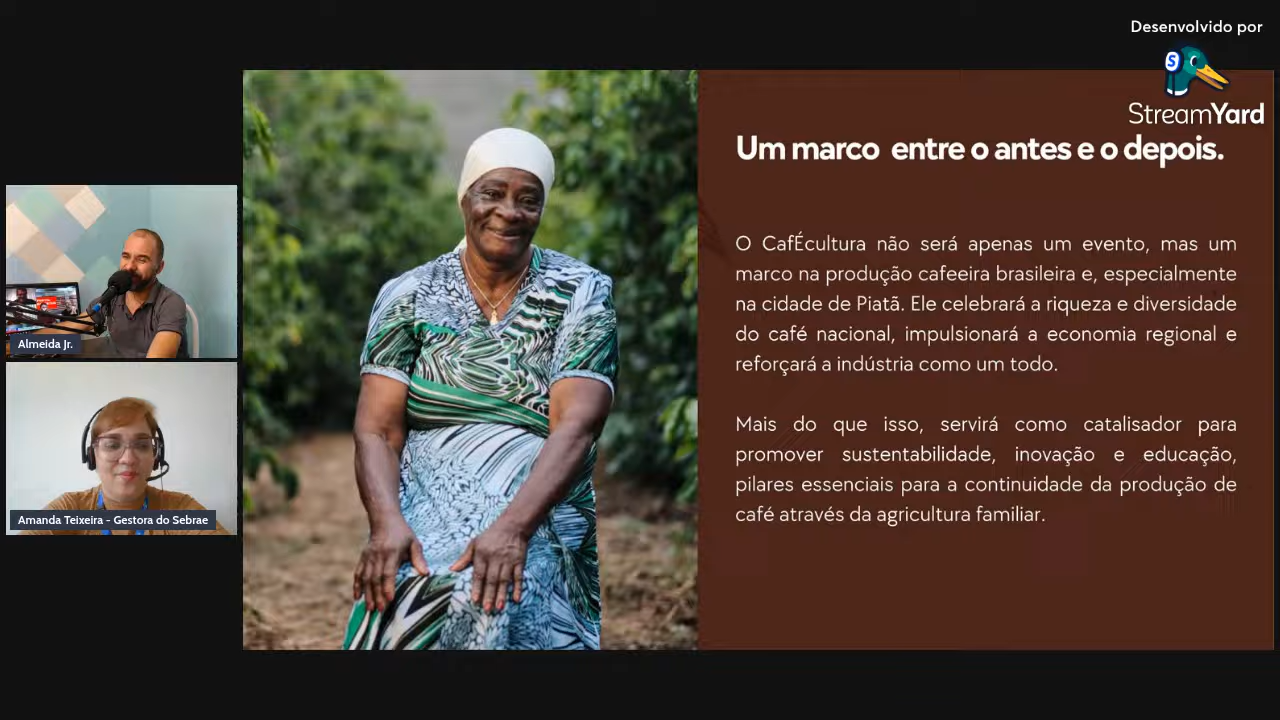 Desenvolvido por
StreamYard
Um marco entre o antes e o depois.
O CafÉcultura não será apenas um evento, mas um
marco na produção cafeeira brasileira e, especialmente
na cidade de Piatã. Ele celebrará a riqueza e diversidade
do café nacional, impulsionará a economia regional e
reforçará a indústria como um todo.
Mais do que isso, servirá como catalisador para
promover sustentabilidade, inovação e educação,
pilares essenciais para a continuidade da produção de
café através da agricultura familiar.
Almeida Jr.
Amanda Teixeira - Gestora do Sebrae